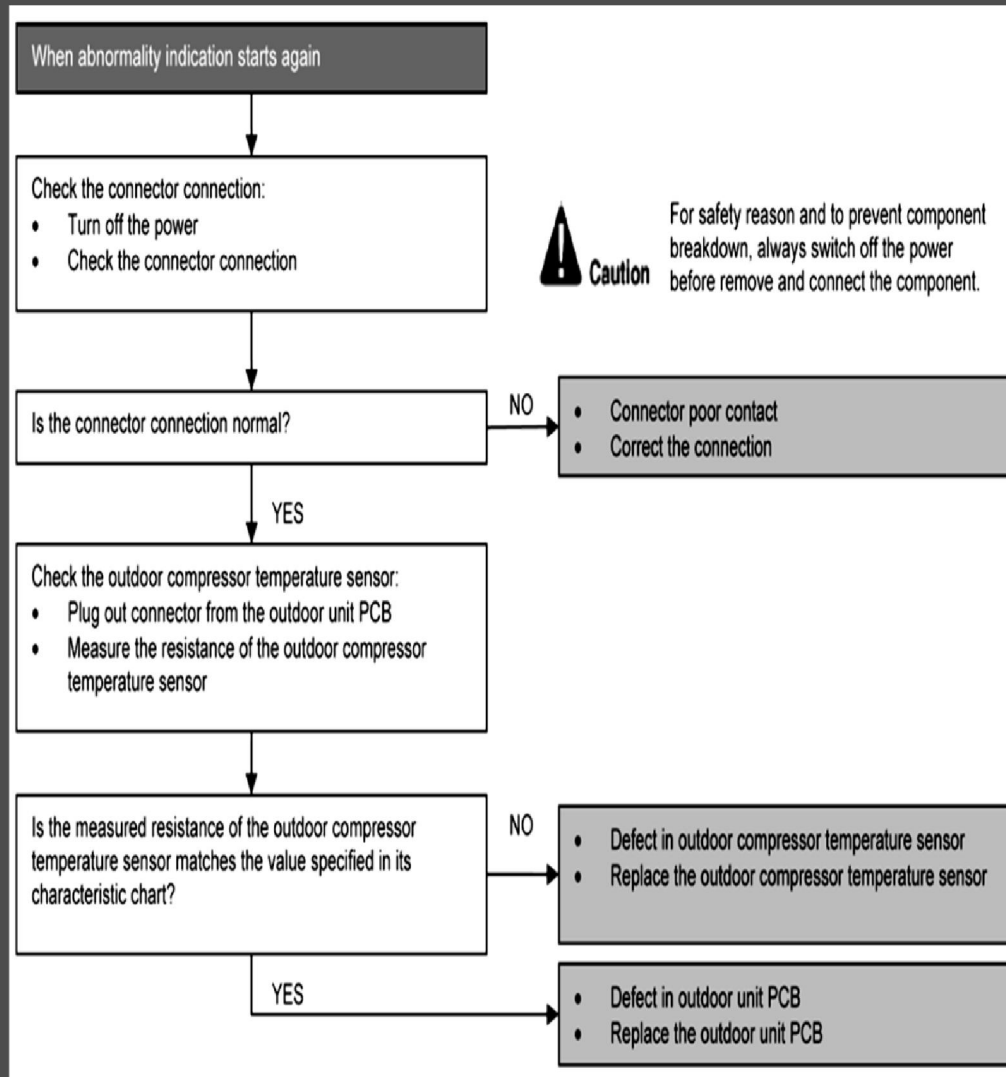 When abnormality indication starts again
Check the connector connection:
• Turn off the power
• Check the connector connection
Caution
For safety reason and to prevent component
breakdown, always switch off the power
before remove and connect the component.
Is the connector connection normal?
NO
• Connector poor contact
• Correct the connection
YES
Check the outdoor compressor temperature sensor:
• Plug out connector from the outdoor unit PCB
• Measure the resistance of the outdoor compressor
temperature sensor
Is the measured resistance of the outdoor compressor
temperature sensor matches the value specified in its
characteristic chart?
NO
• Defect in outdoor compressor temperature sensor
• Replace the outdoor compressor temperature sensor
YES
• Defect in outdoor unit PCB
• Replace the outdoor unit PCB